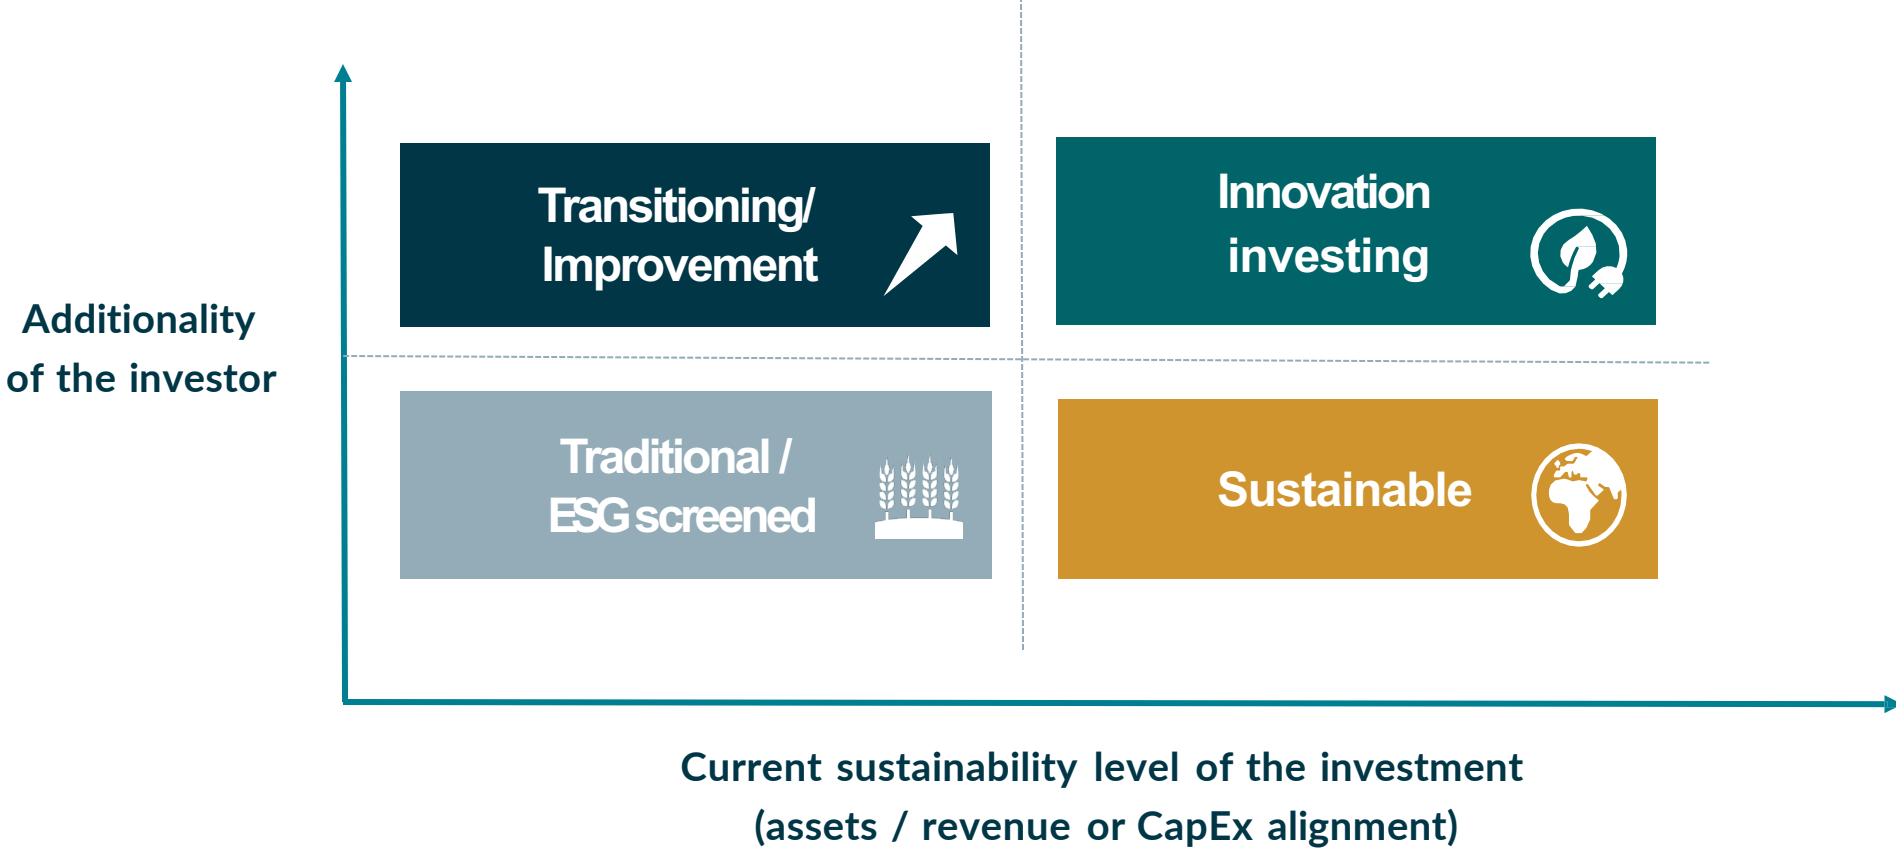 Transitioning/
Improvement
Innovation
investing
Additionality
of the investor
Traditional /
ESG screened
Sustainable
Current sustainability level of the investment
(assets / revenue or CapEx alignment)